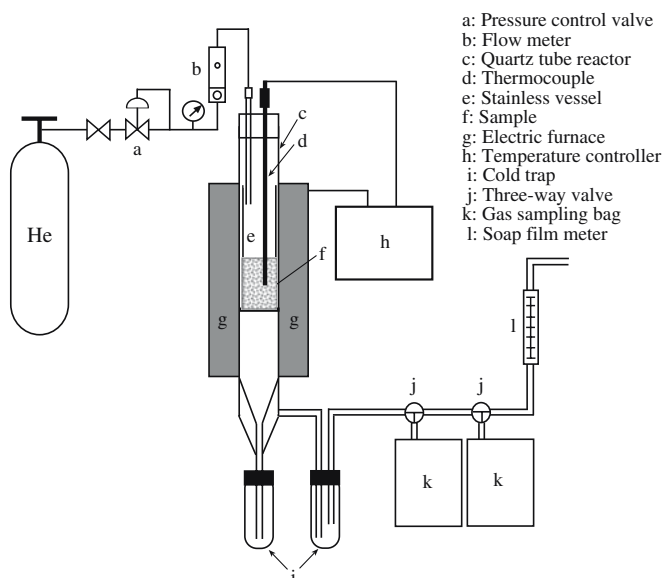 a: Pressure control valve
b: Flow meter
c: Quartz tube reactor
d: Thermocouple
e: Stainless vessel
f: Sample
g: Electric furnace
h: Temperature controller
i: Cold trap
j: Three-way valve
k: Gas sampling bag
l: Soap film meter
b
a
c
d
He
e
h
f
g
g
l
j
j
k
k
i